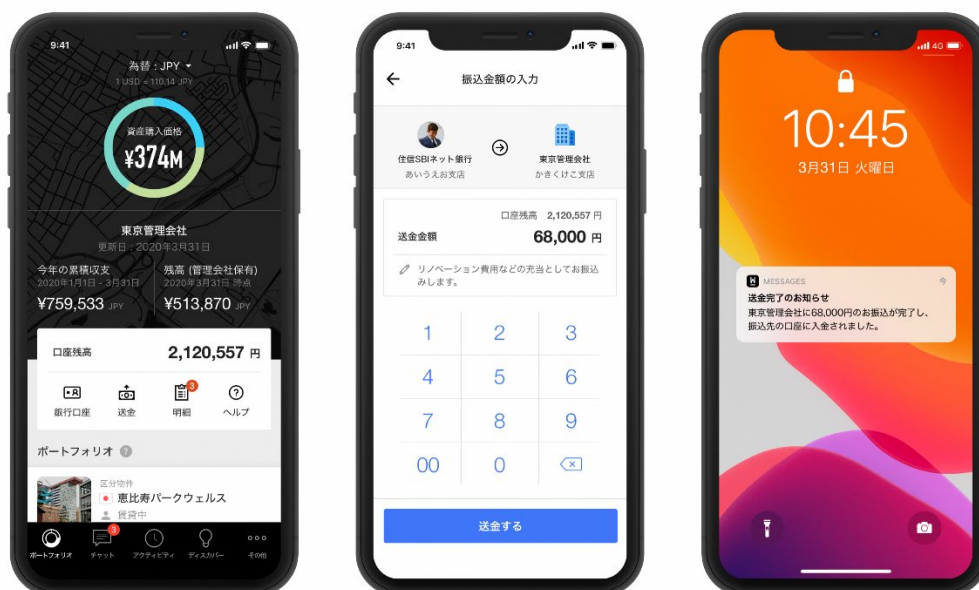 9:41
為替：JPY
1 USD = 110.14 JPY
資産購入価格
¥374M
東京管理会社
更新日：2020年3月31日
今年の累積収支
2020年1月1日 - 3月31日
¥759,533 JPY
残高 (管理会社保有)
2020年3月31日 時点
¥513,870 JPY
口座残高
2,120,557 円
銀行口座
送金
3
明細
?
ヘルプ
ポートフォリオ ?
区分物件
恵比寿パークウェルス
賃貸中
ポートフォリオ
3
チャット
アクティビティ
ディスカバー
その他
9:41
振込金額の入力
住信SBIネット銀行
あいうえお支店
東京管理会社
かきくけこ支店
口座残高 2,120,557 円
送金金額 68,000 円
リノベーション費用などの充当としてお振込
みします。
1 2 3
4 5 6
7 8 9
00 0
送金する
4G
10:45
3月31日 火曜日
MESSAGES
送金完了のお知らせ
東京管理会社に68,000円のお振込が完了し、
振込先の口座に入金されました。